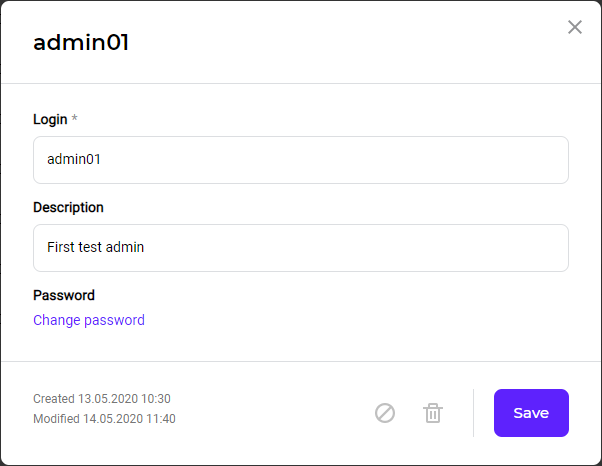 admin01
Login *
admin01
Description
First test admin
Password
Change password
Created 13.05.2020 10:30
Modified 14.05.2020 11:40
Save